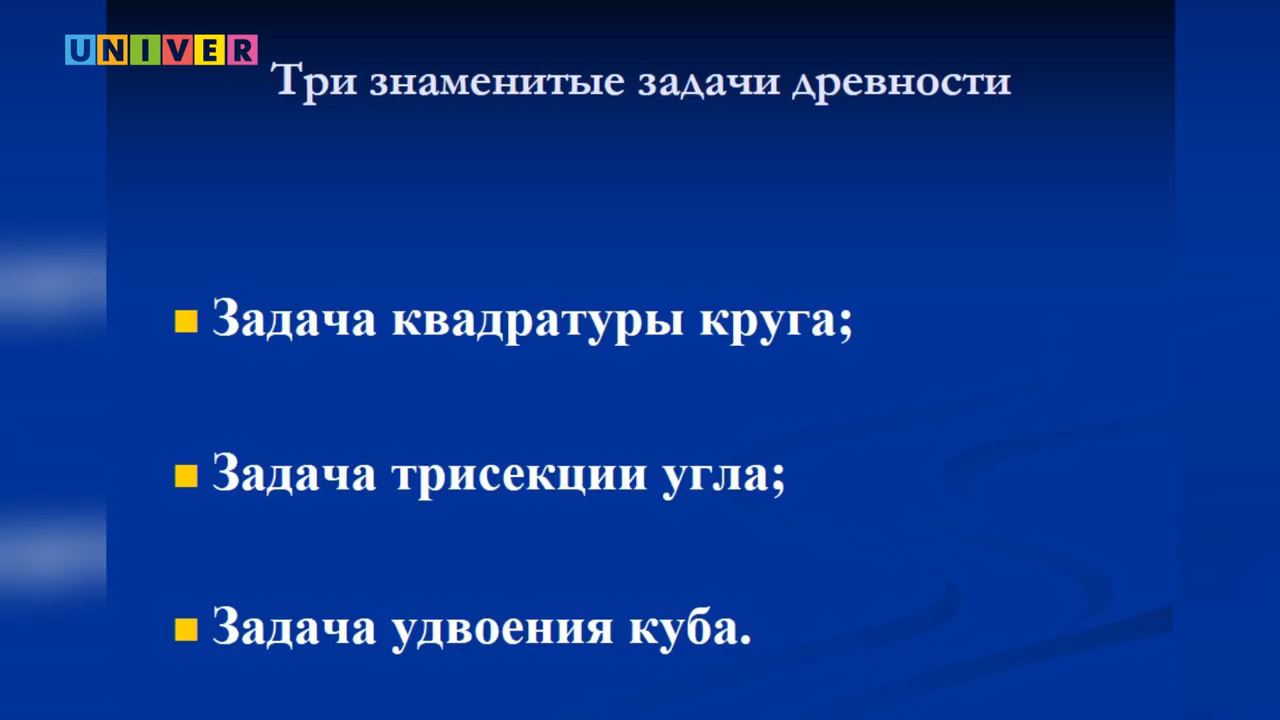 UNIVER
Три знаменитые задачи древности
Задача квадратуры круга;
Задача трисекции угла;
Задача удвоения куба.